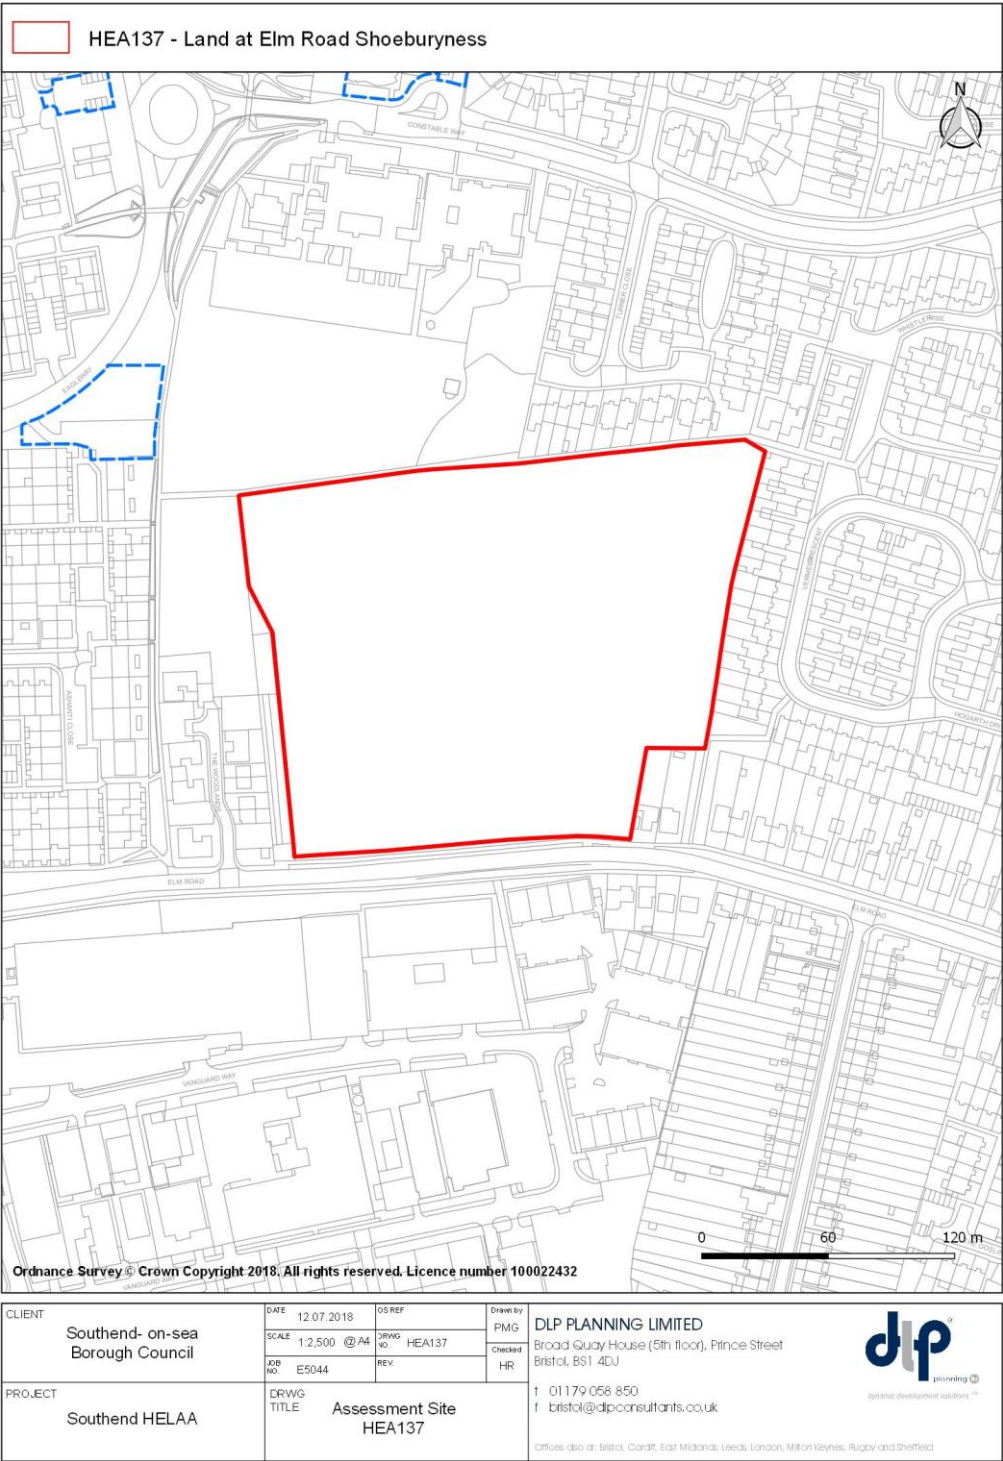 HEA137 - Land at Elm Road Shoeburyness
N
CONSTABLE WAY
TURNER CLOSE
EAGLEWAY
ASHANTI CLOSE
THE WOODLANDS
HOGARTH DR
ELM ROAD
ELM ROAD
VANGUARD WAY
VANGUARD WAY
0 60 120 m
Ordnance Survey © Crown Copyright 2018. All rights reserved. Licence number 100022432
CLIENT
Southend- on-sea
Borough Council
PROJECT
Southend HELAA
DATE 12.07.2018
OS REF
SCALE 1:2,500 @ A4
DRWG NO. HEA137
JOB NO. E5044
REV.
DRWG TITLE
Assessment Site
HEA137
Drawn by
PMG
Checked
HR
DLP PLANNING LIMITED
Broad Quay House (5th floor), Prince Street
Bristol, BS1 4DJ
t 01179 058 850
f bristol@dlpconsultants.co.uk
Offices also at: Bristol, Cardiff, East Midlands, Leeds, London, Milton Keynes, Rugby and Sheffield
dlp
planning ltd
dynamic development solutions ™